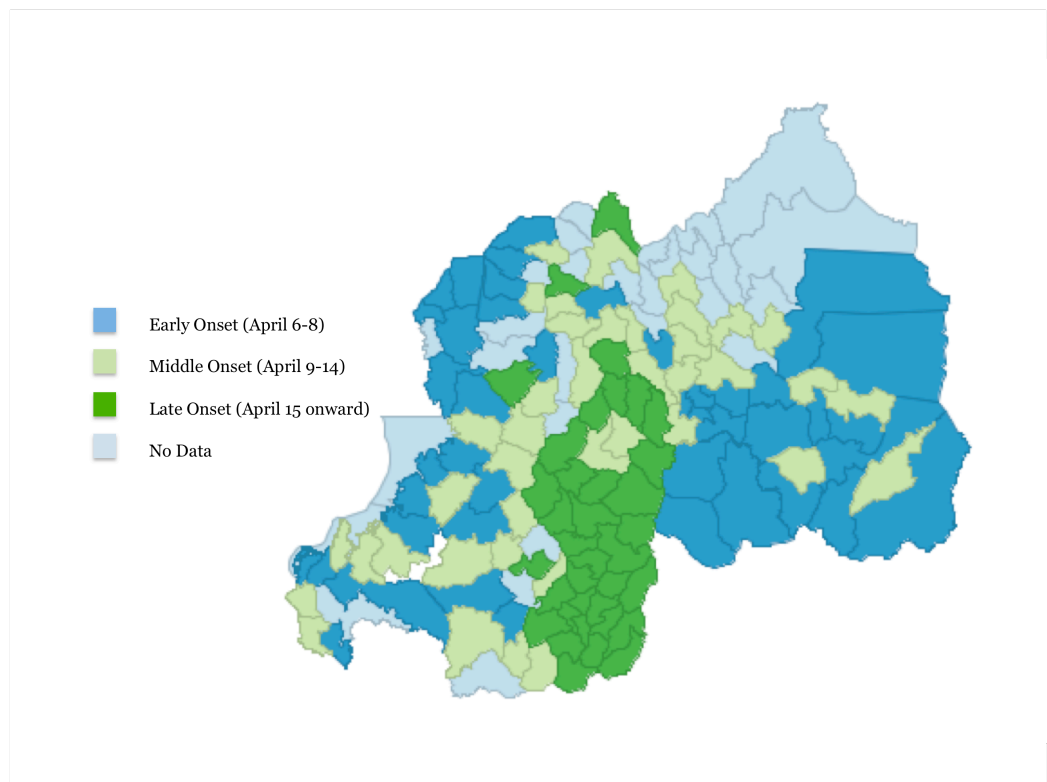 Early Onset (April 6-8)
Middle Onset (April 9-14)
Late Onset (April 15 onward)
No Data